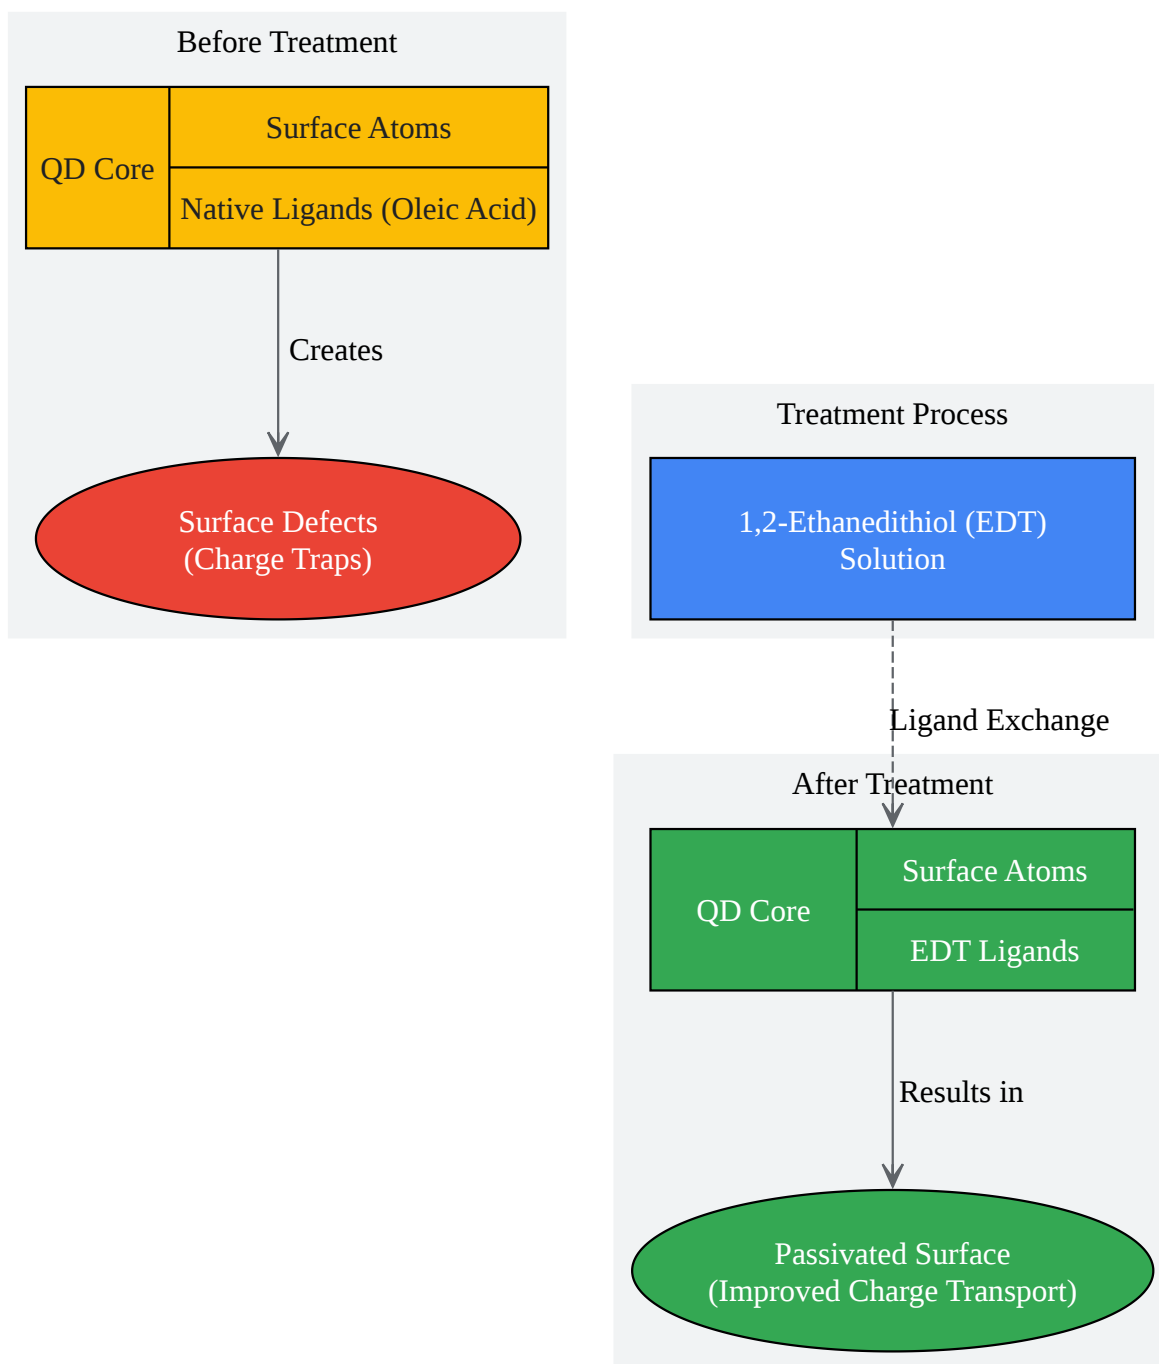 Before Treatment
QD Core
Surface Atoms
Native Ligands (Oleic Acid)
Creates
Surface Defects
(Charge Traps)
Treatment Process
1,2-Ethanedithiol (EDT)
Solution
Ligand Exchange
After Treatment
QD Core
Surface Atoms
EDT Ligands
Results in
Passivated Surface
(Improved Charge Transport)